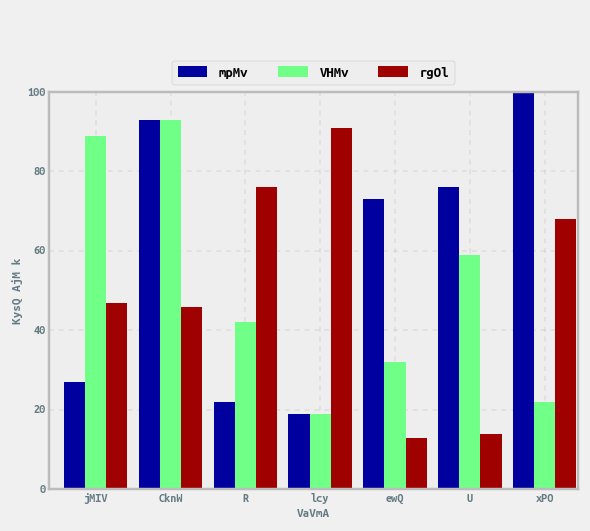 mpMv VHMv rgOl
100
80
60
40
20
0
KysQ AjM k
jMIV CknW R lcy ewQ U xPO
VaVmA